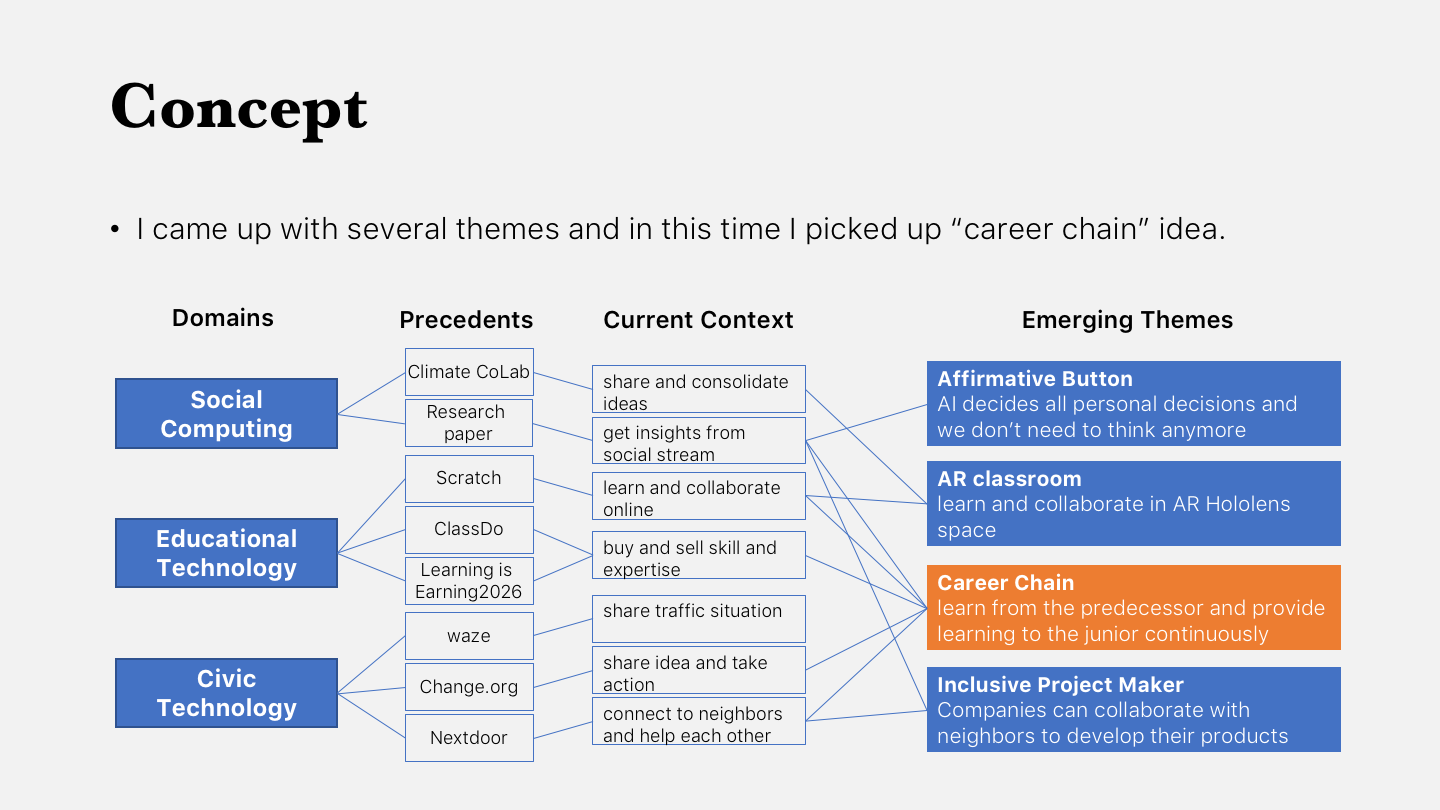 Concept
• I came up with several themes and in this time I picked up “career chain” idea.
Domains
Precedents
Current Context
Emerging Themes
Social
Computing
Educational
Technology
Civic
Technology
Climate CoLab
Research
paper
Scratch
ClassDo
Learning is
Earning2026
waze
Change.org
Nextdoor
share and consolidate
ideas
get insights from
social stream
learn and collaborate
online
buy and sell skill and
expertise
share traffic situation
share idea and take
action
connect to neighbors
and help each other
Affirmative Button
AI decides all personal decisions and
we don’t need to think anymore
AR classroom
learn and collaborate in AR Hololens
space
Career Chain
learn from the predecessor and provide
learning to the junior continuously
Inclusive Project Maker
Companies can collaborate with
neighbors to develop their products